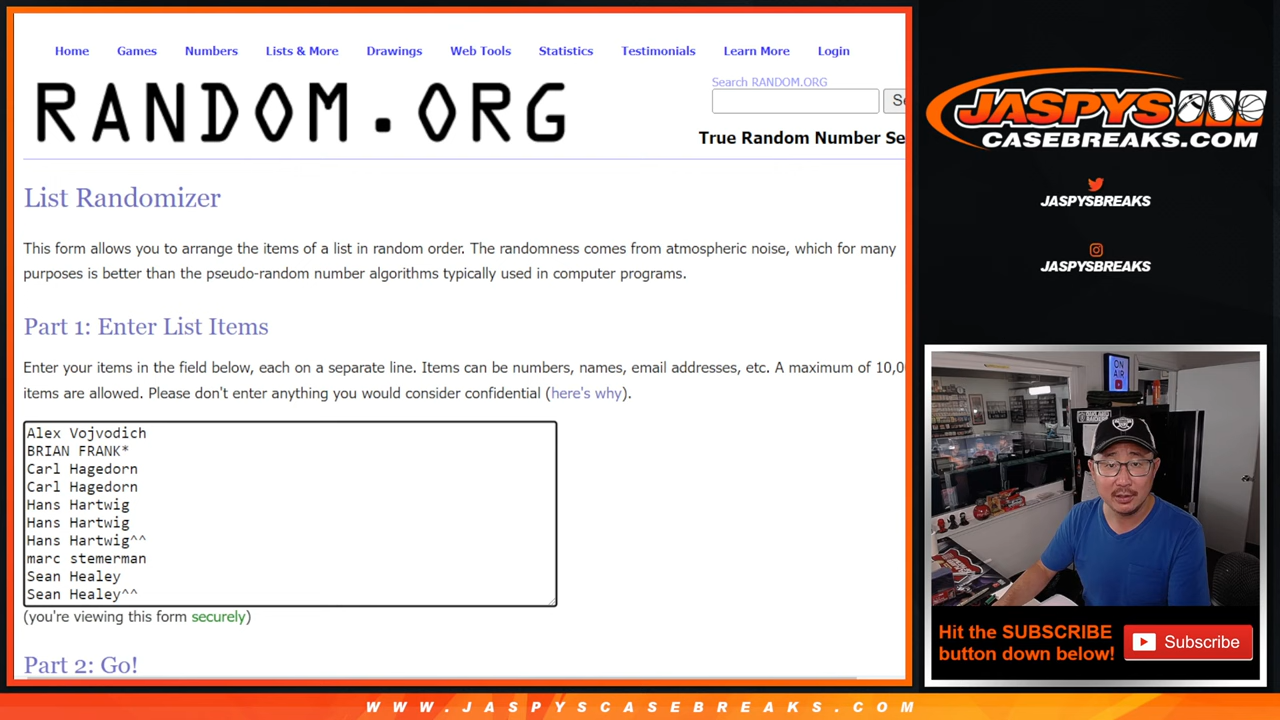 Home Games Numbers Lists & More Drawings Web Tools Statistics Testimonials Learn More Login
RANDOM.ORG
Search RANDOM.ORG
True Random Number Se
List Randomizer
This form allows you to arrange the items of a list in random order. The randomness comes from atmospheric noise, which for many
purposes is better than the pseudo-random number algorithms typically used in computer programs.
Part 1: Enter List Items
Enter your items in the field below, each on a separate line. Items can be numbers, names, email addresses, etc. A maximum of 10,0
items are allowed. Please don't enter anything you would consider confidential (here's why).
Alex Vojvodich
BRIAN FRANK*
Carl Hagedorn
Carl Hagedorn
Hans Hartwig
Hans Hartwig
Hans Hartwig^^
marc stemerman
Sean Healey
Sean Healey^^
(you're viewing this form securely)
Part 2: Go!
JASPYS
CASEBREAKS.COM
JASPYSBREAKS
JASPYSBREAKS
ON
AIR
Hit the SUBSCRIBE
button down below!
Subscribe
WWW.JASPYSCASEBREAKS.COM